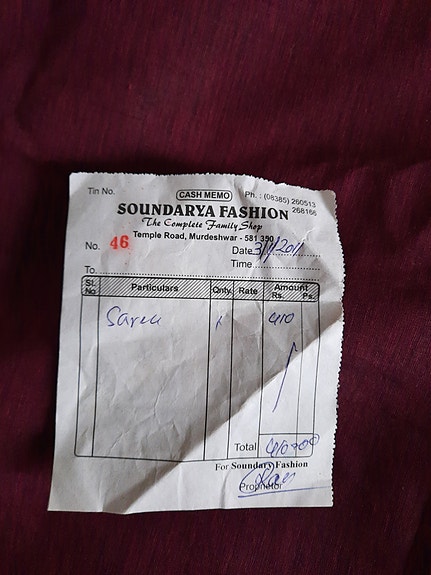 Tin No. CASH MEMO Ph. : (08385) 260513
268166
SOUNDARYA FASHION
The Complete Family Shop
Temple Road, Murdeshwar - 581 350
No. 46 Date 3/1/2011
Time
To.
Sl. No Particulars Qnty. Rate Amount Rs. Ps.
Saree 1 410
Total 410=00
For Soundary Fashion
Proprietor